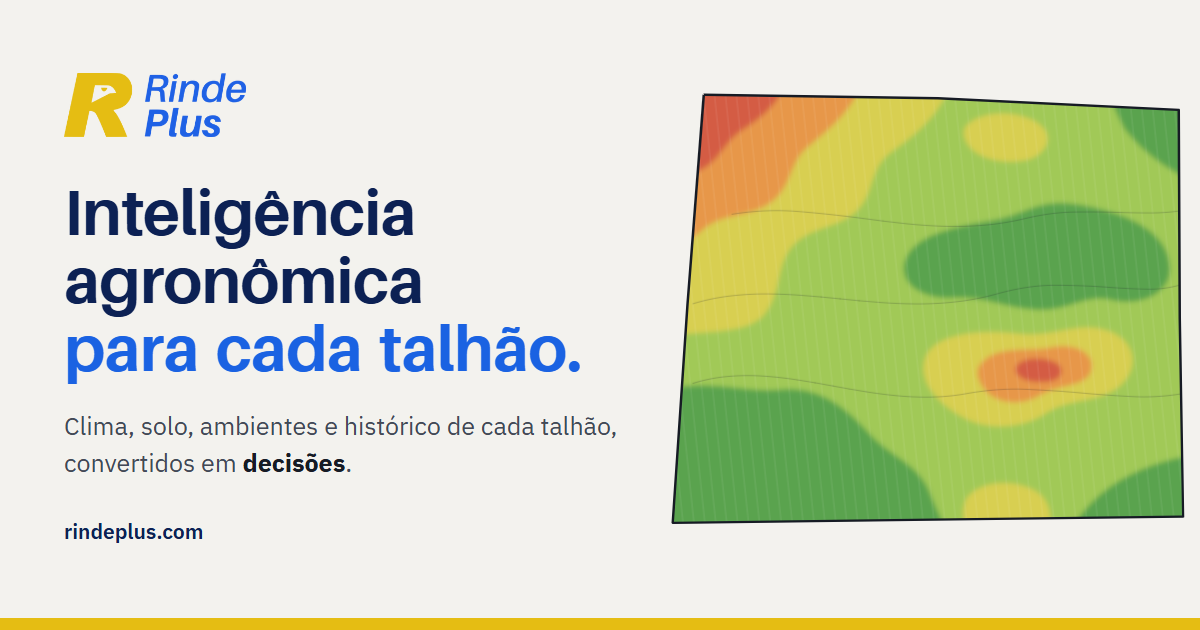 Rinde
Plus
Inteligência
agronômica
para cada talhão.
Clima, solo, ambientes e histórico de cada talhão,
convertidos em decisões.
rindeplus.com